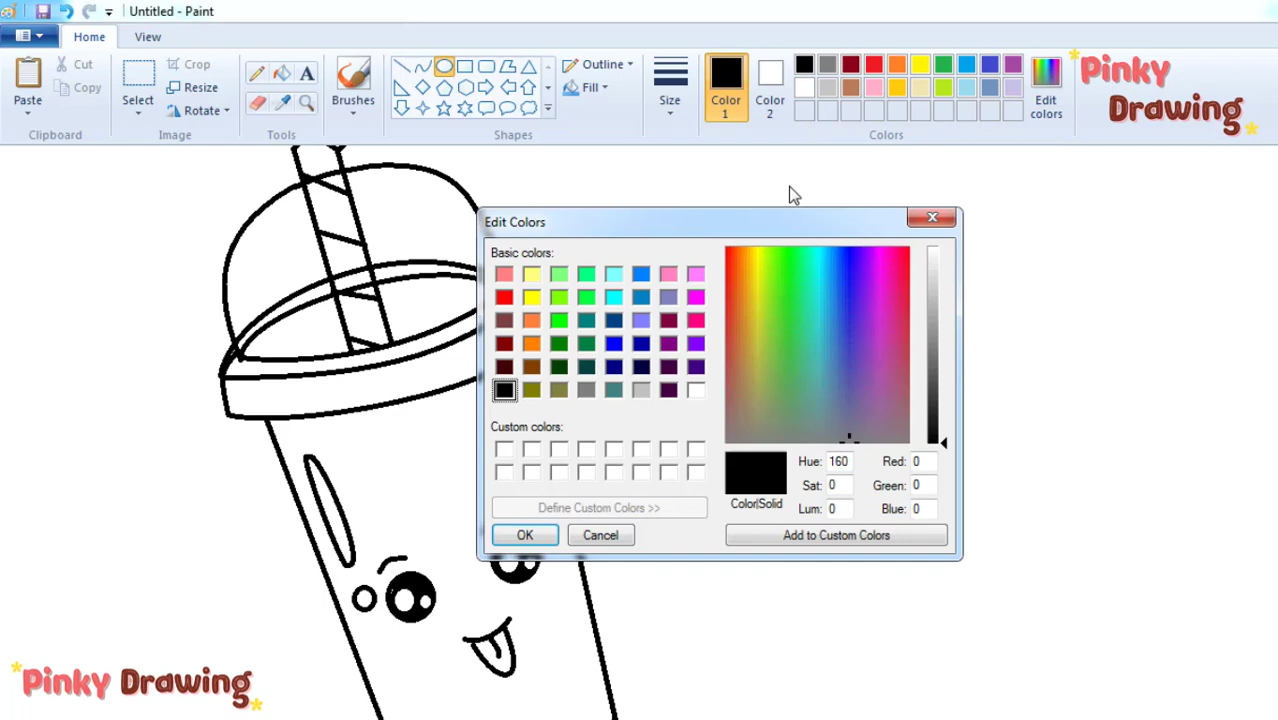 Untitled - Paint
Home
View
Paste
Cut
Copy
Clipboard
Select
Crop
Resize
Rotate
Image
A
Tools
Brushes
Outline
Fill
Shapes
Size
Color
1
Color
2
Edit
colors
Colors
Pinky
Drawing
Edit Colors
Basic colors:
Custom colors:
Define Custom Colors >>
OK
Cancel
Color|Solid
Hue: 160
Sat: 0
Lum: 0
Red: 0
Green: 0
Blue: 0
Add to Custom Colors
Pinky Drawing